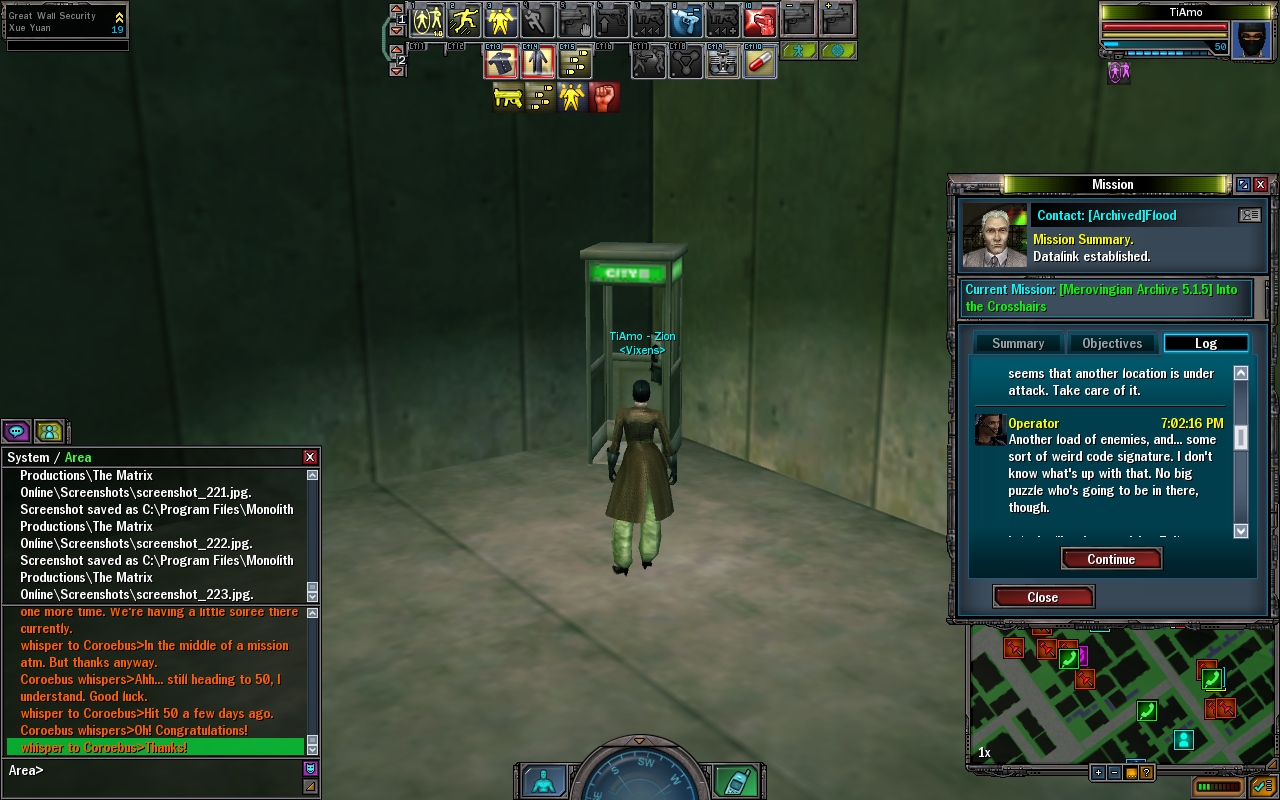 Great Wall Security
Xue Yuan
19
1
2
TiAmo
50
CITY
TiAmo - Zion
<Vixens>
Mission
Contact: [Archived]Flood
Mission Summary.
Datalink established.
Current Mission: [Merovingian Archive 5.1.5] Into
the Crosshairs
Summary
Objectives
Log
seems that another location is under
attack. Take care of it.
Operator
7:02:16 PM
Another load of enemies, and... some
sort of weird code signature. I don't
know what's up with that. No big
puzzle who's going to be in there,
though.
Continue
Close
System / Area
Productions\The Matrix
Online\Screenshots\screenshot_221.jpg.
Screenshot saved as C:\Program Files\Monolith
Productions\The Matrix
Online\Screenshots\screenshot_222.jpg.
Screenshot saved as C:\Program Files\Monolith
Productions\The Matrix
Online\Screenshots\screenshot_223.jpg.
one more time. We're having a little soiree there
currently.
whisper to Coroebus>In the middle of a mission
atm. But thanks anyway.
Coroebus whispers>Ahh... still heading to 50, I
understand. Good luck.
whisper to Coroebus>Hit 50 a few days ago.
Coroebus whispers>Oh! Congratulations!
whisper to Coroebus>Thanks!
Area>
S
SW
W
1x